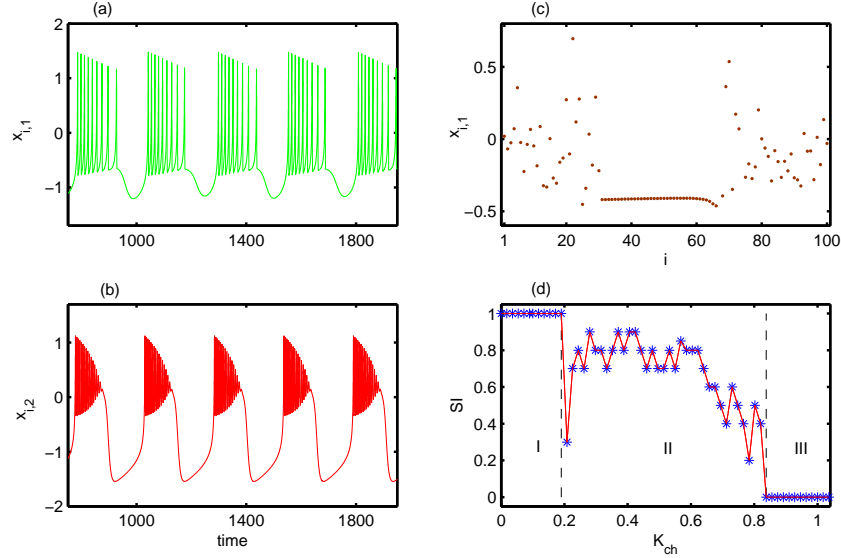 (a)
x_{i,1}
2
1
0
−1
1000
1400
1800
(c)
x_{i,1}
1
0.5
0
−0.5
1
20
40
60
80
100
i
(b)
x_{i,2}
1
0
−1
−2
1000
1400
1800
time
(d)
SI
1
0.8
0.6
0.4
0.2
0
I
II
III
0
0.2
0.4
0.6
0.8
1
K_{ch}